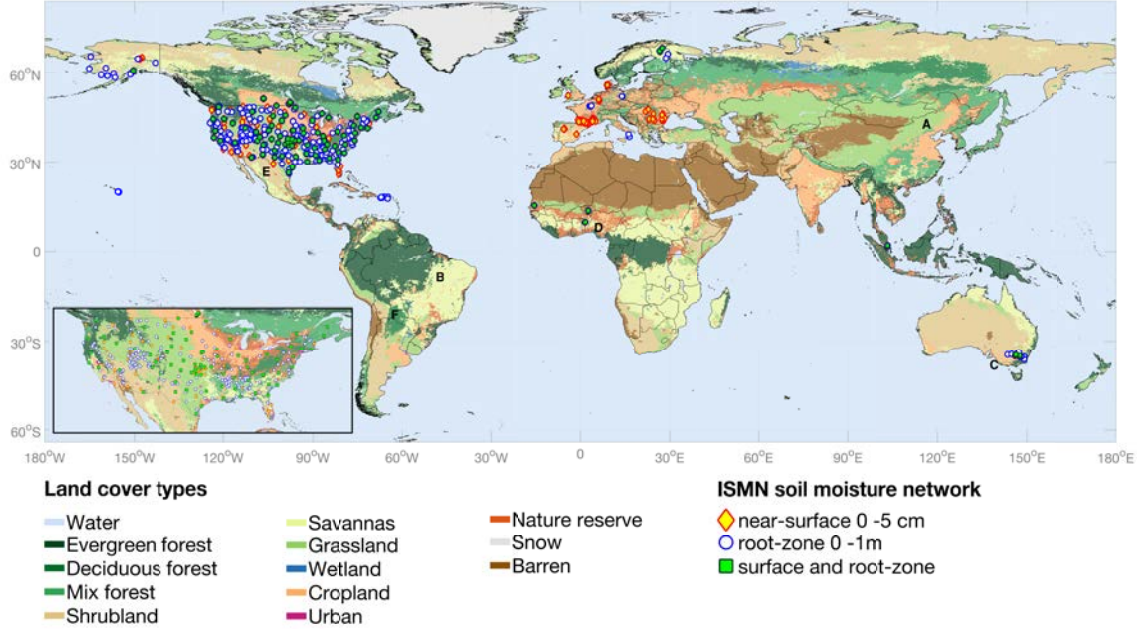 60°N
30°N
0
30°S
60°S
A
B
C
D
E
F
180°W 150°W 120°W 90°W 60°W 30°W 0 30°E 60°E 90°E 120°E 150°E 180°E
Land cover types
Water
Evergreen forest
Deciduous forest
Mix forest
Shrubland
Savannas
Grassland
Wetland
Cropland
Urban
Nature reserve
Snow
Barren
ISMN soil moisture network
near-surface 0 -5 cm
root-zone 0 -1m
surface and root-zone